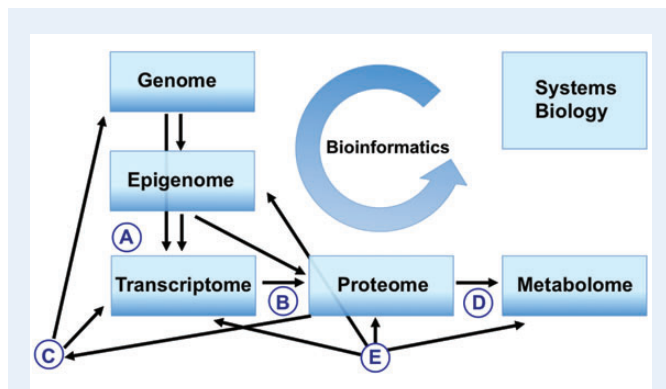 Genome
Systems
Biology
Bioinformatics
Epigenome
A
Transcriptome
B
Proteome
D
Metabolome
C
E